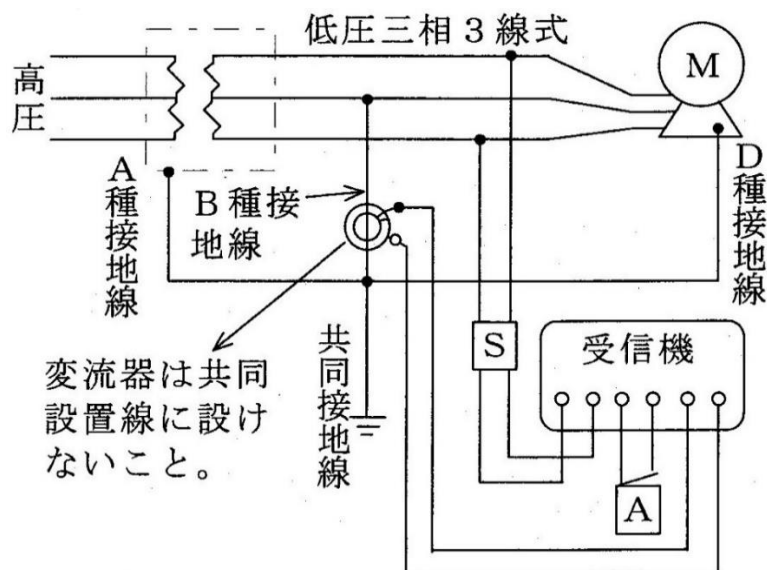 低圧三相３線式
高圧
M
A種接地線
B種接
地線
D種接地線
S
受信機
変流器は共同
設置線に設け
ないこと。
共同接地線
A